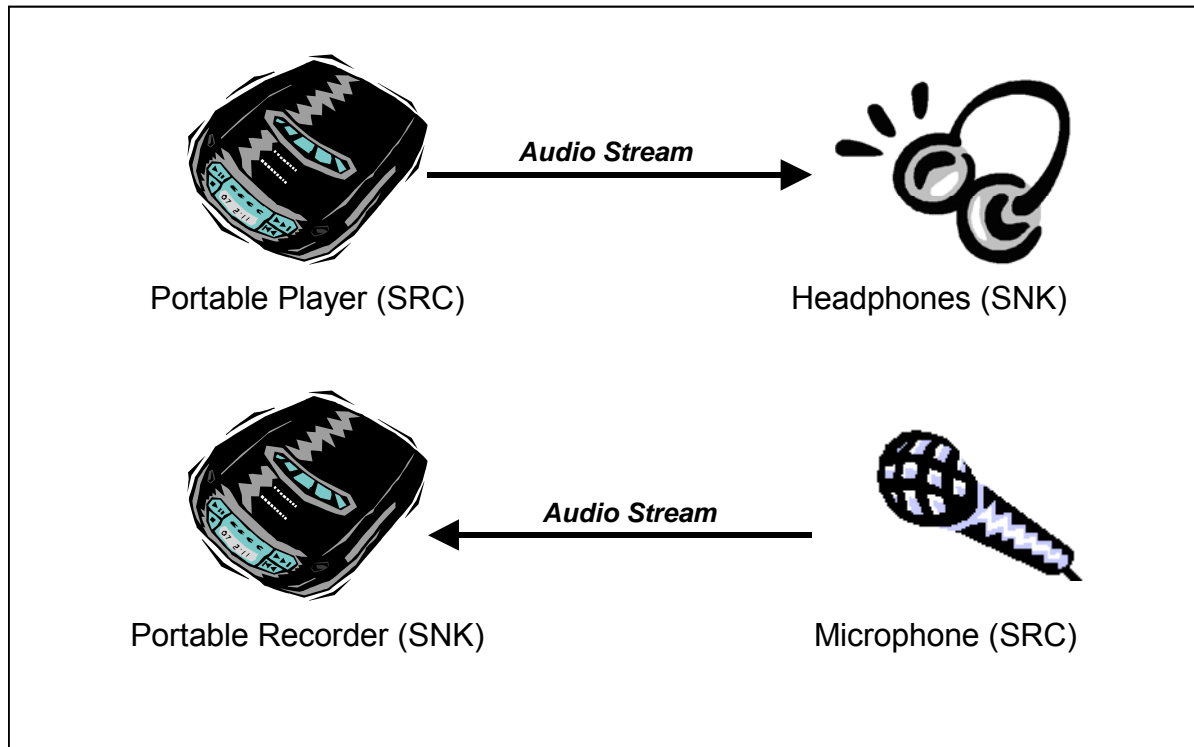 Audio Stream
Portable Player (SRC)
Headphones (SNK)
Audio Stream
Portable Recorder (SNK)
Microphone (SRC)